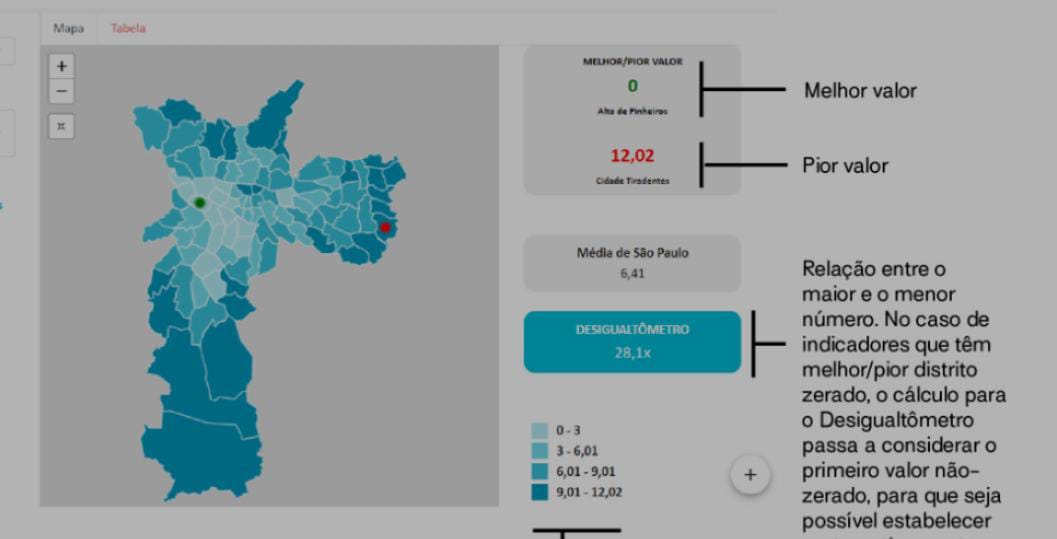 Mapa
Tabela
+
−
MELHOR/PIOR VALOR
0
Alto de Pinheiros
12,02
Cidade Tiradentes
Melhor valor
Pior valor
Média de São Paulo
6,41
DESIGUALTÔMETRO
28,1x
0 - 3
3 - 6,01
6,01 - 9,01
9,01 - 12,02
+
Relação entre o
maior e o menor
número. No caso de
indicadores que têm
melhor/pior distrito
zerado, o cálculo para
o Desigualtômetro
passa a considerar o
primeiro valor não-
zerado, para que seja
possível estabelecer